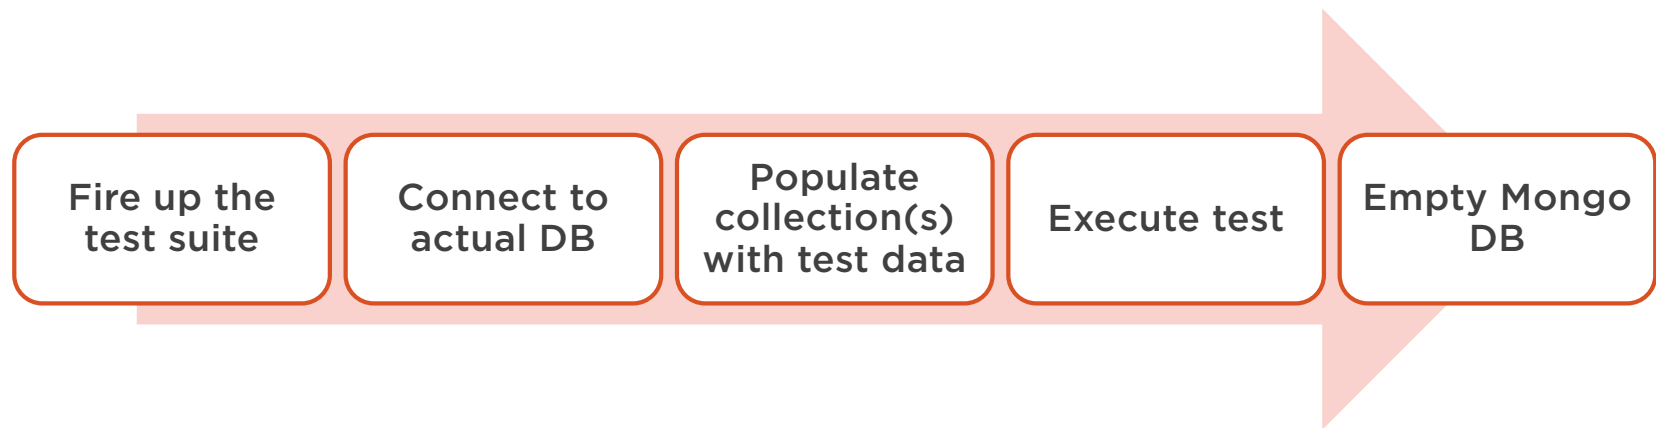 Fire up the
test suite
Connect to
actual DB
Populate
collection(s)
with test data
Execute test
Empty Mongo
DB